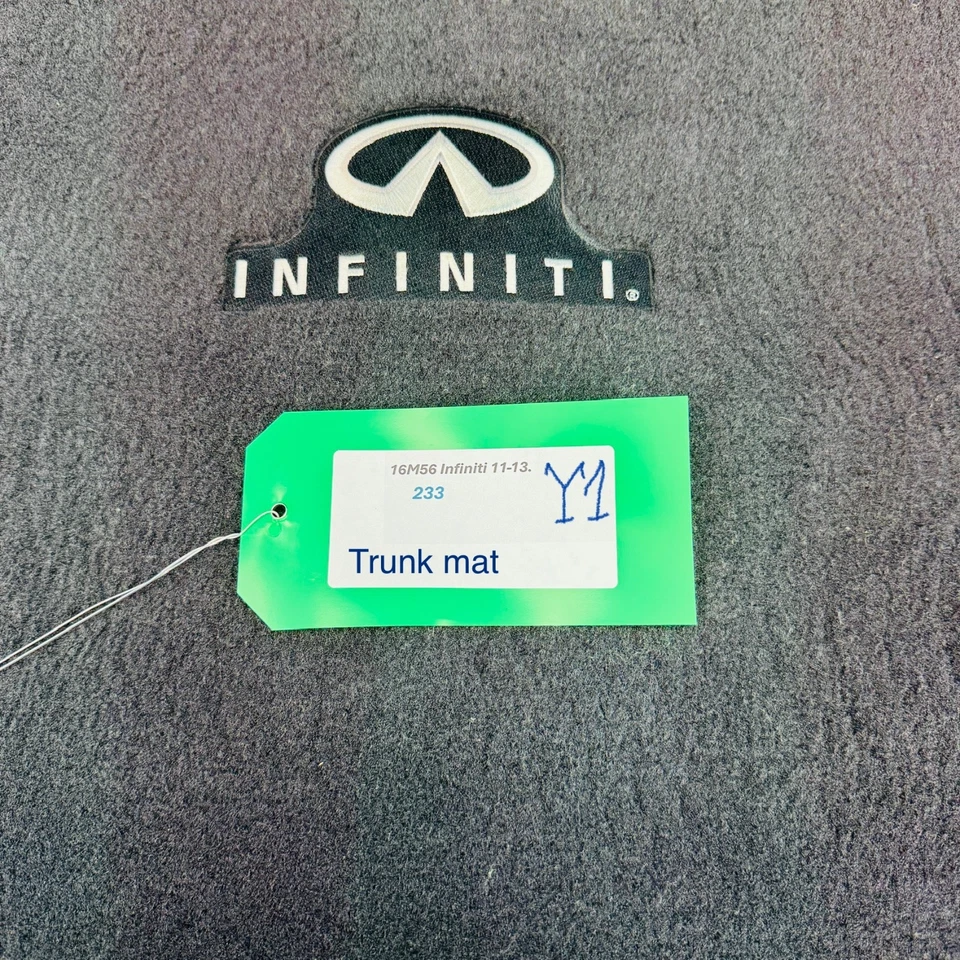 INFINITI®
16M56 Infiniti 11-13.
233
Y1
Trunk mat